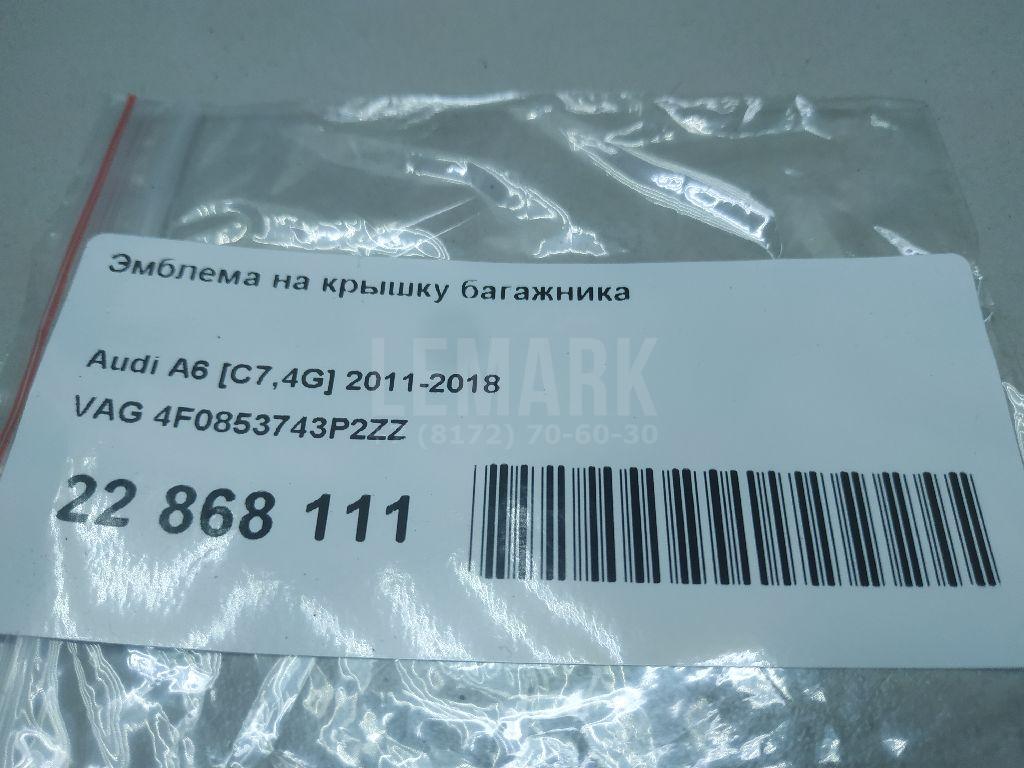 Эмблема на крышку багажника
Audi A6 [C7,4G] 2011-2018
VAG 4F0853743P2ZZ
22 868 111
LEMARK
(8172) 70-60-30